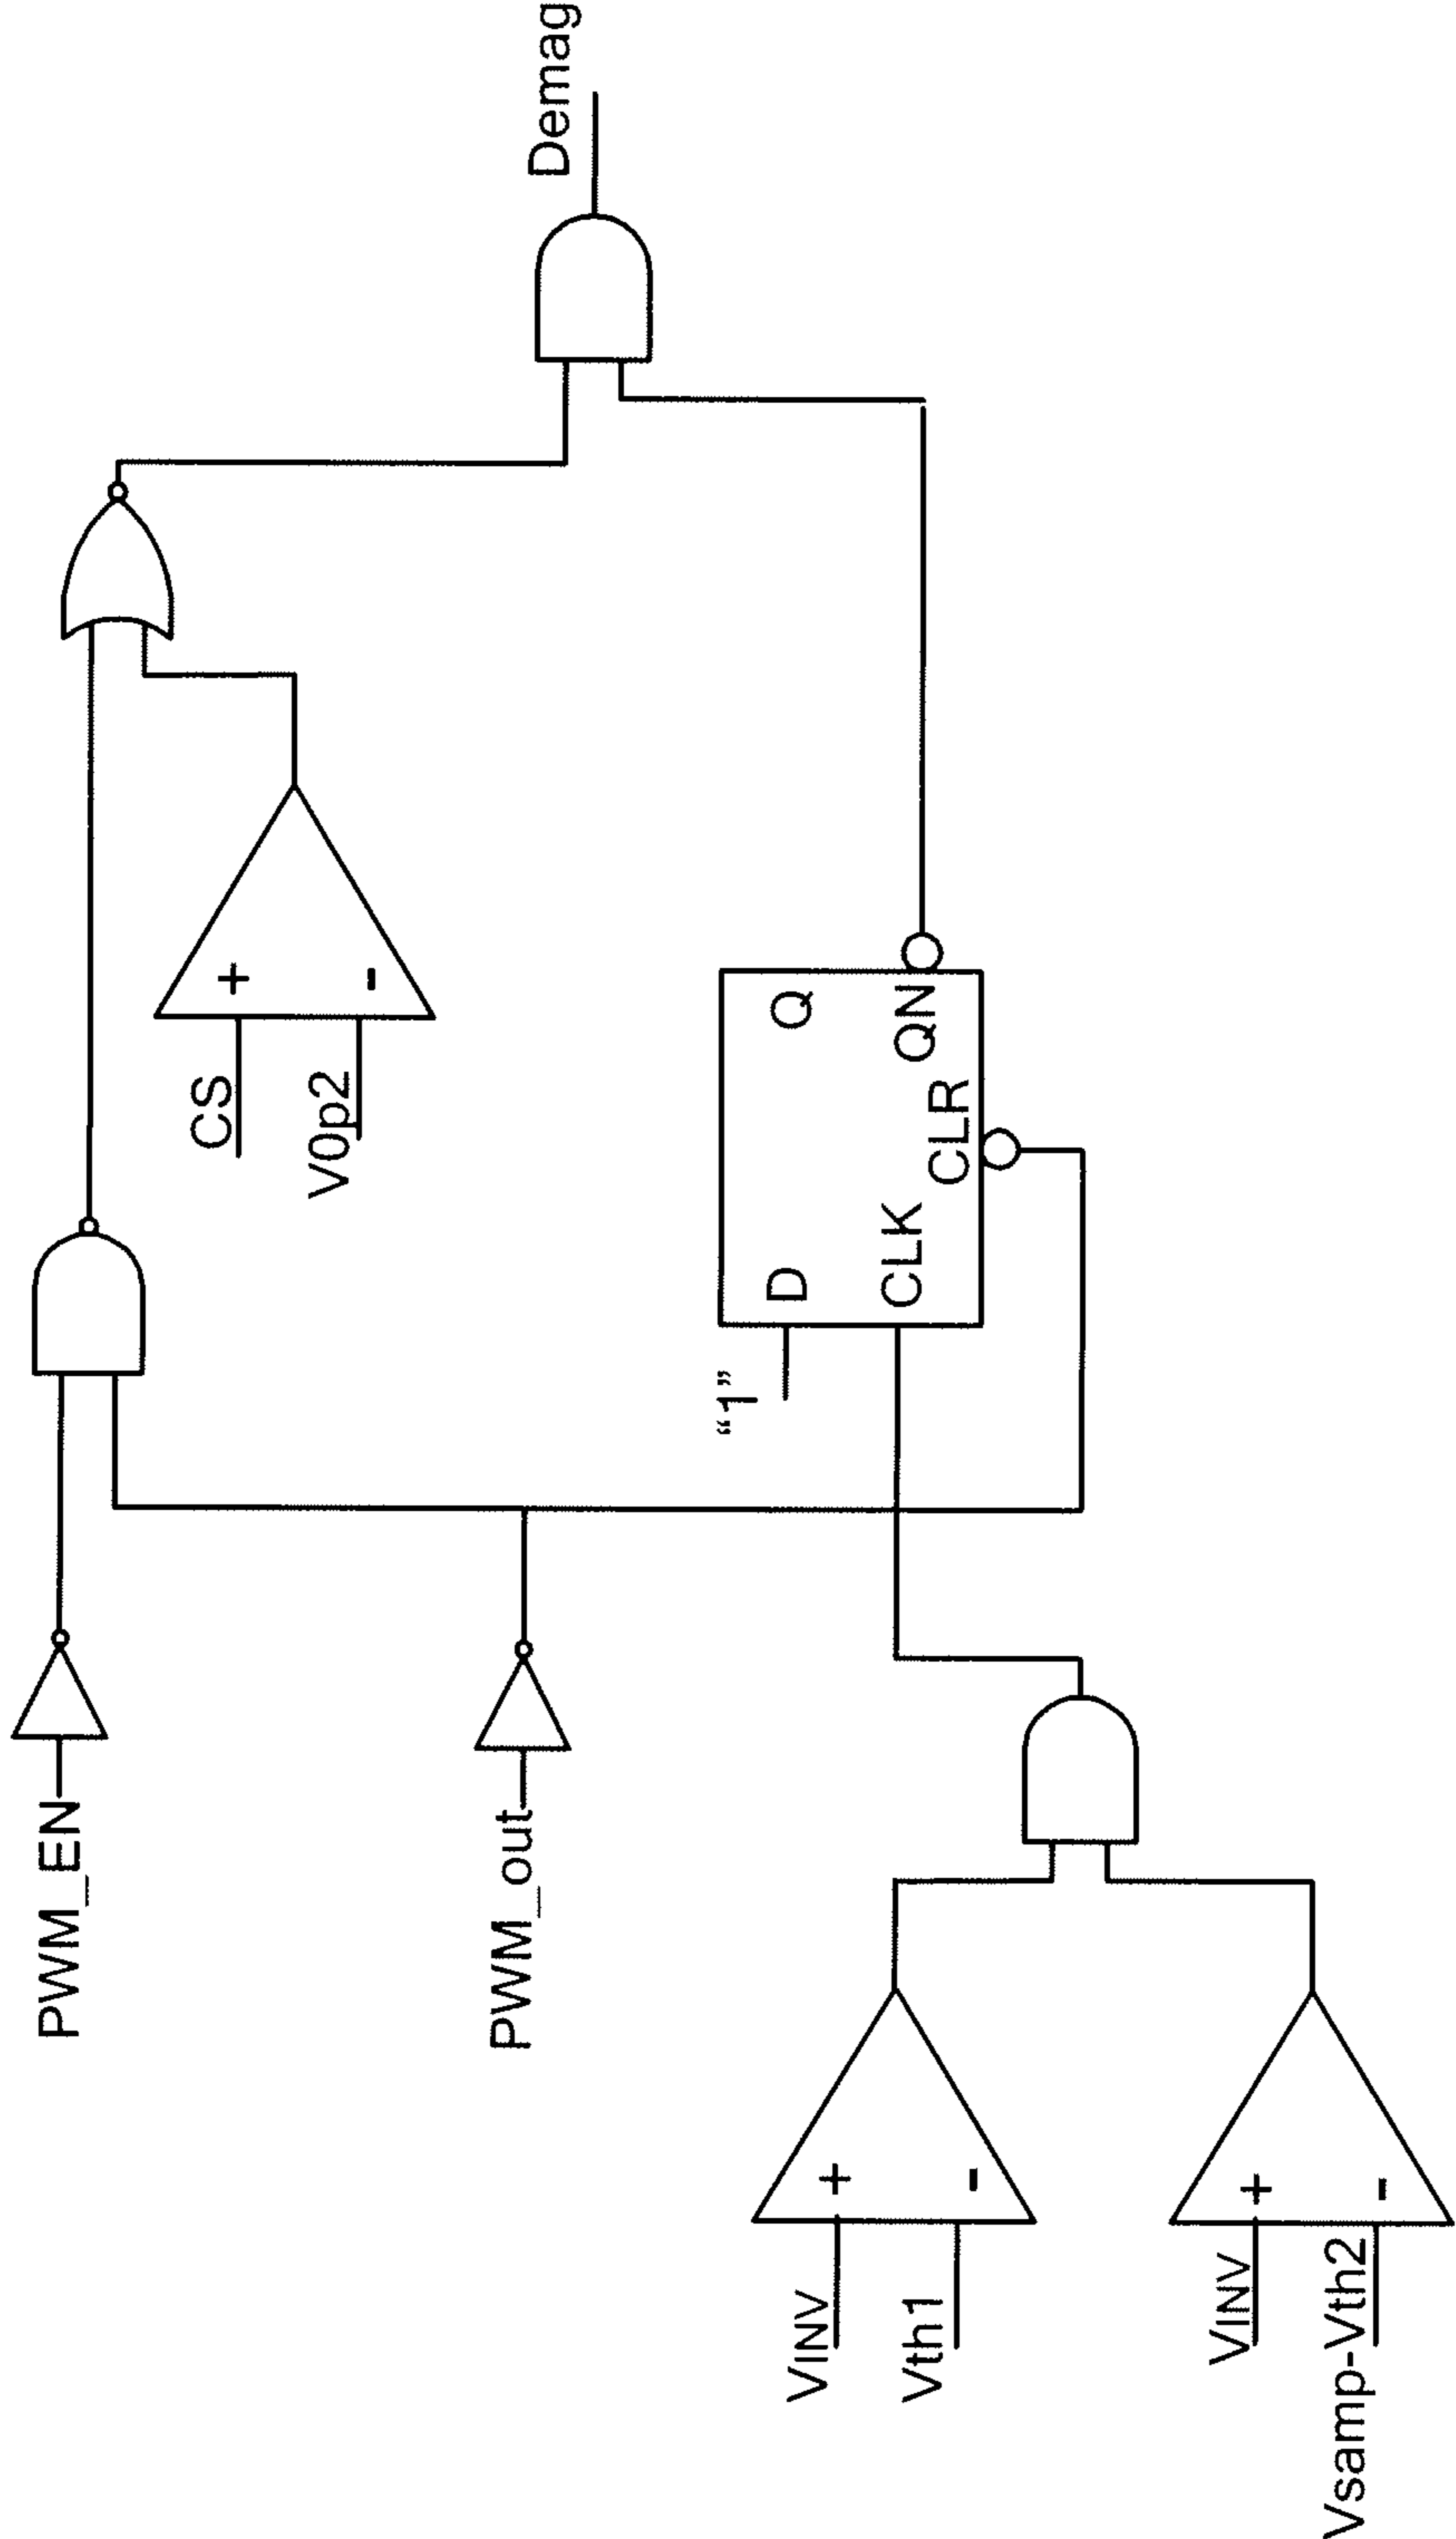 PWM_EN
PWM_out
CS
+
V0p2
-
Demag
"1"
D
Q
CLK
QN
CLR
VINV
+
Vth1
-
VINV
+
Vsamp-Vth2
-